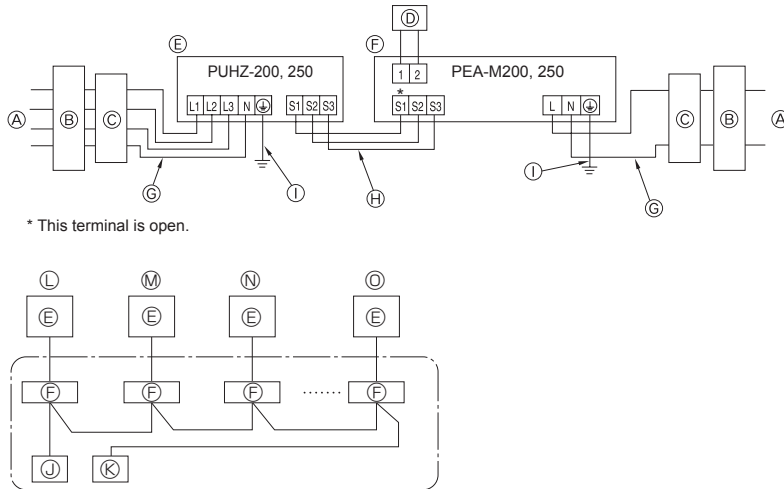 Ⓓ
Ⓔ Ⓕ
PUHZ-200, 250
1 2 PEA-M200, 250
*
L1 L2 L3 N S1 S2 S3 S1 S2 S3 L N
Ⓐ Ⓑ Ⓒ Ⓒ Ⓑ Ⓐ
Ⓖ Ⓘ Ⓗ Ⓘ Ⓖ
* This terminal is open.
Ⓛ Ⓜ Ⓝ Ⓞ
Ⓔ Ⓔ Ⓔ Ⓔ
Ⓕ Ⓕ Ⓕ ....... Ⓕ
Ⓙ Ⓚ